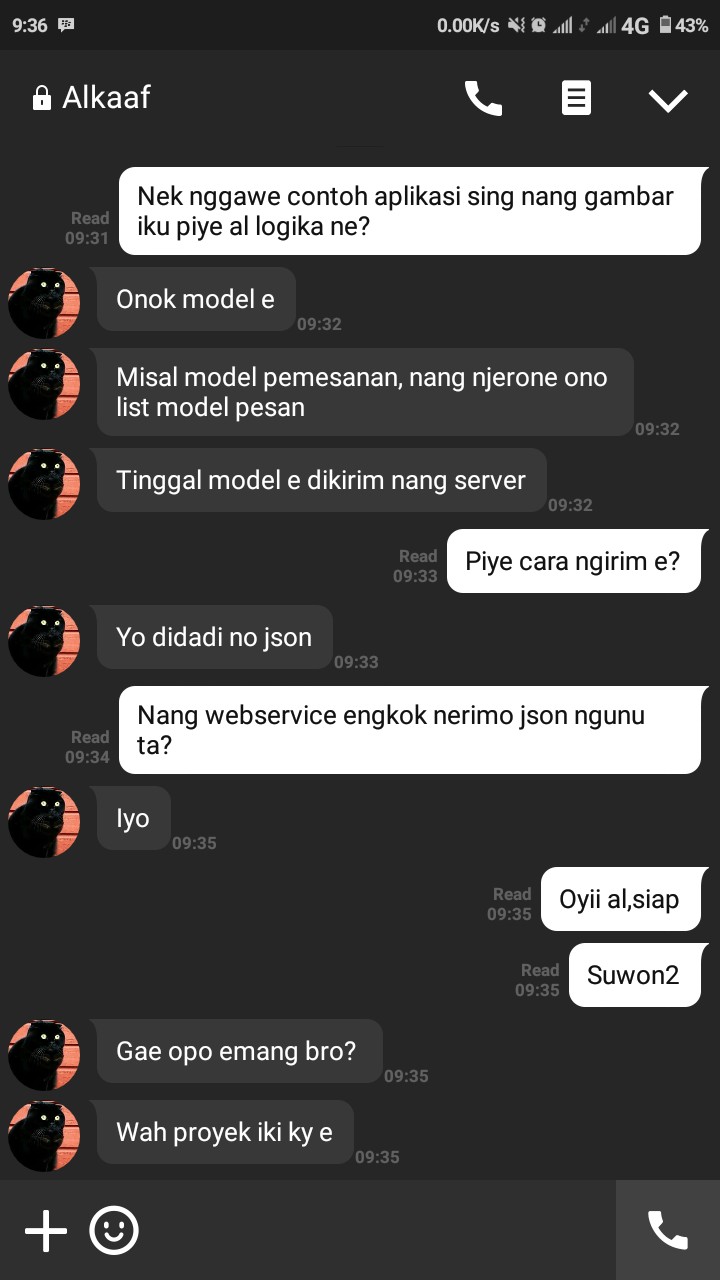 9:36
0.00K/s 4G 43%
Alkaaf
Nek nggawe contoh aplikasi sing nang gambar
iku piye al logika ne?
Read
09:31
Onok model e
09:32
Misal model pemesanan, nang njerone ono
list model pesan
09:32
Tinggal model e dikirim nang server
09:32
Piye cara ngirim e?
Read
09:33
Yo didadi no json
09:33
Nang webservice engkok nerimo json ngunu
ta?
Read
09:34
Iyo
09:35
Oyii al,siap
Read
09:35
Suwon2
Read
09:35
Gae opo emang bro?
09:35
Wah proyek iki ky e
09:35